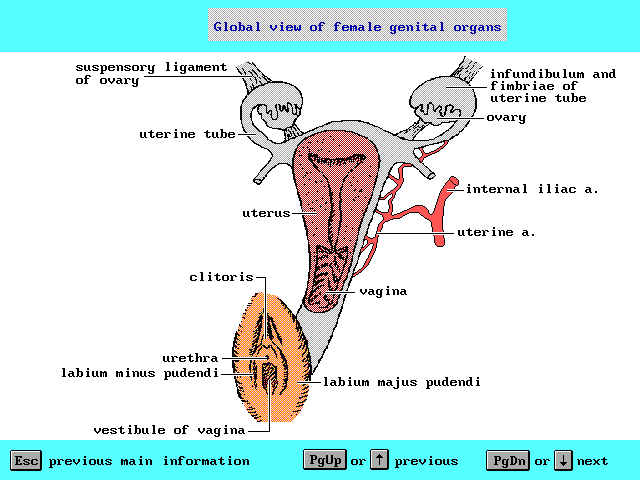 Global view of female genital organs
suspensory ligament
of ovary
infundibulum and
fimbriae of
uterine tube
ovary
uterine tube
internal iliac a.
uterus
uterine a.
clitoris
vagina
urethra
labium minus pudendi
labium majus pudendi
vestibule of vagina
Esc previous main information PgUp or ↑ previous PgDn or ↓ next